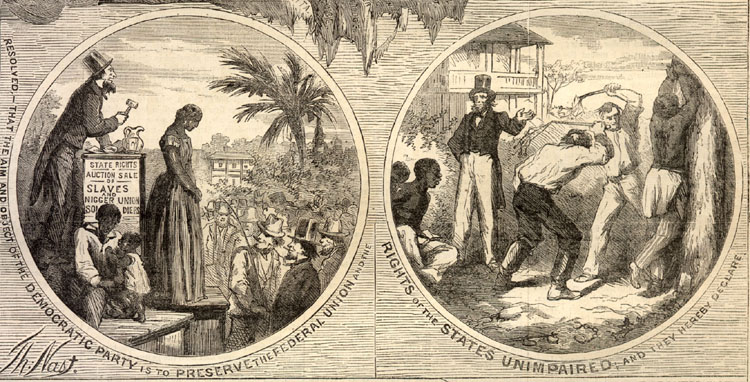 RESOLVED:—THAT THE AIM AND OBJECT OF THE DEMOCRATIC PARTY IS TO PRESERVE THE FEDERAL UNION AND THE
RIGHTS OF THE STATES UNIMPAIRED; AND THEY HEREBY DECLARE
STATE RIGHTS
AUCTION SALE
OF
SLAVES
AND
NIGGER UNION
SOLDIERS
Th: Nast.